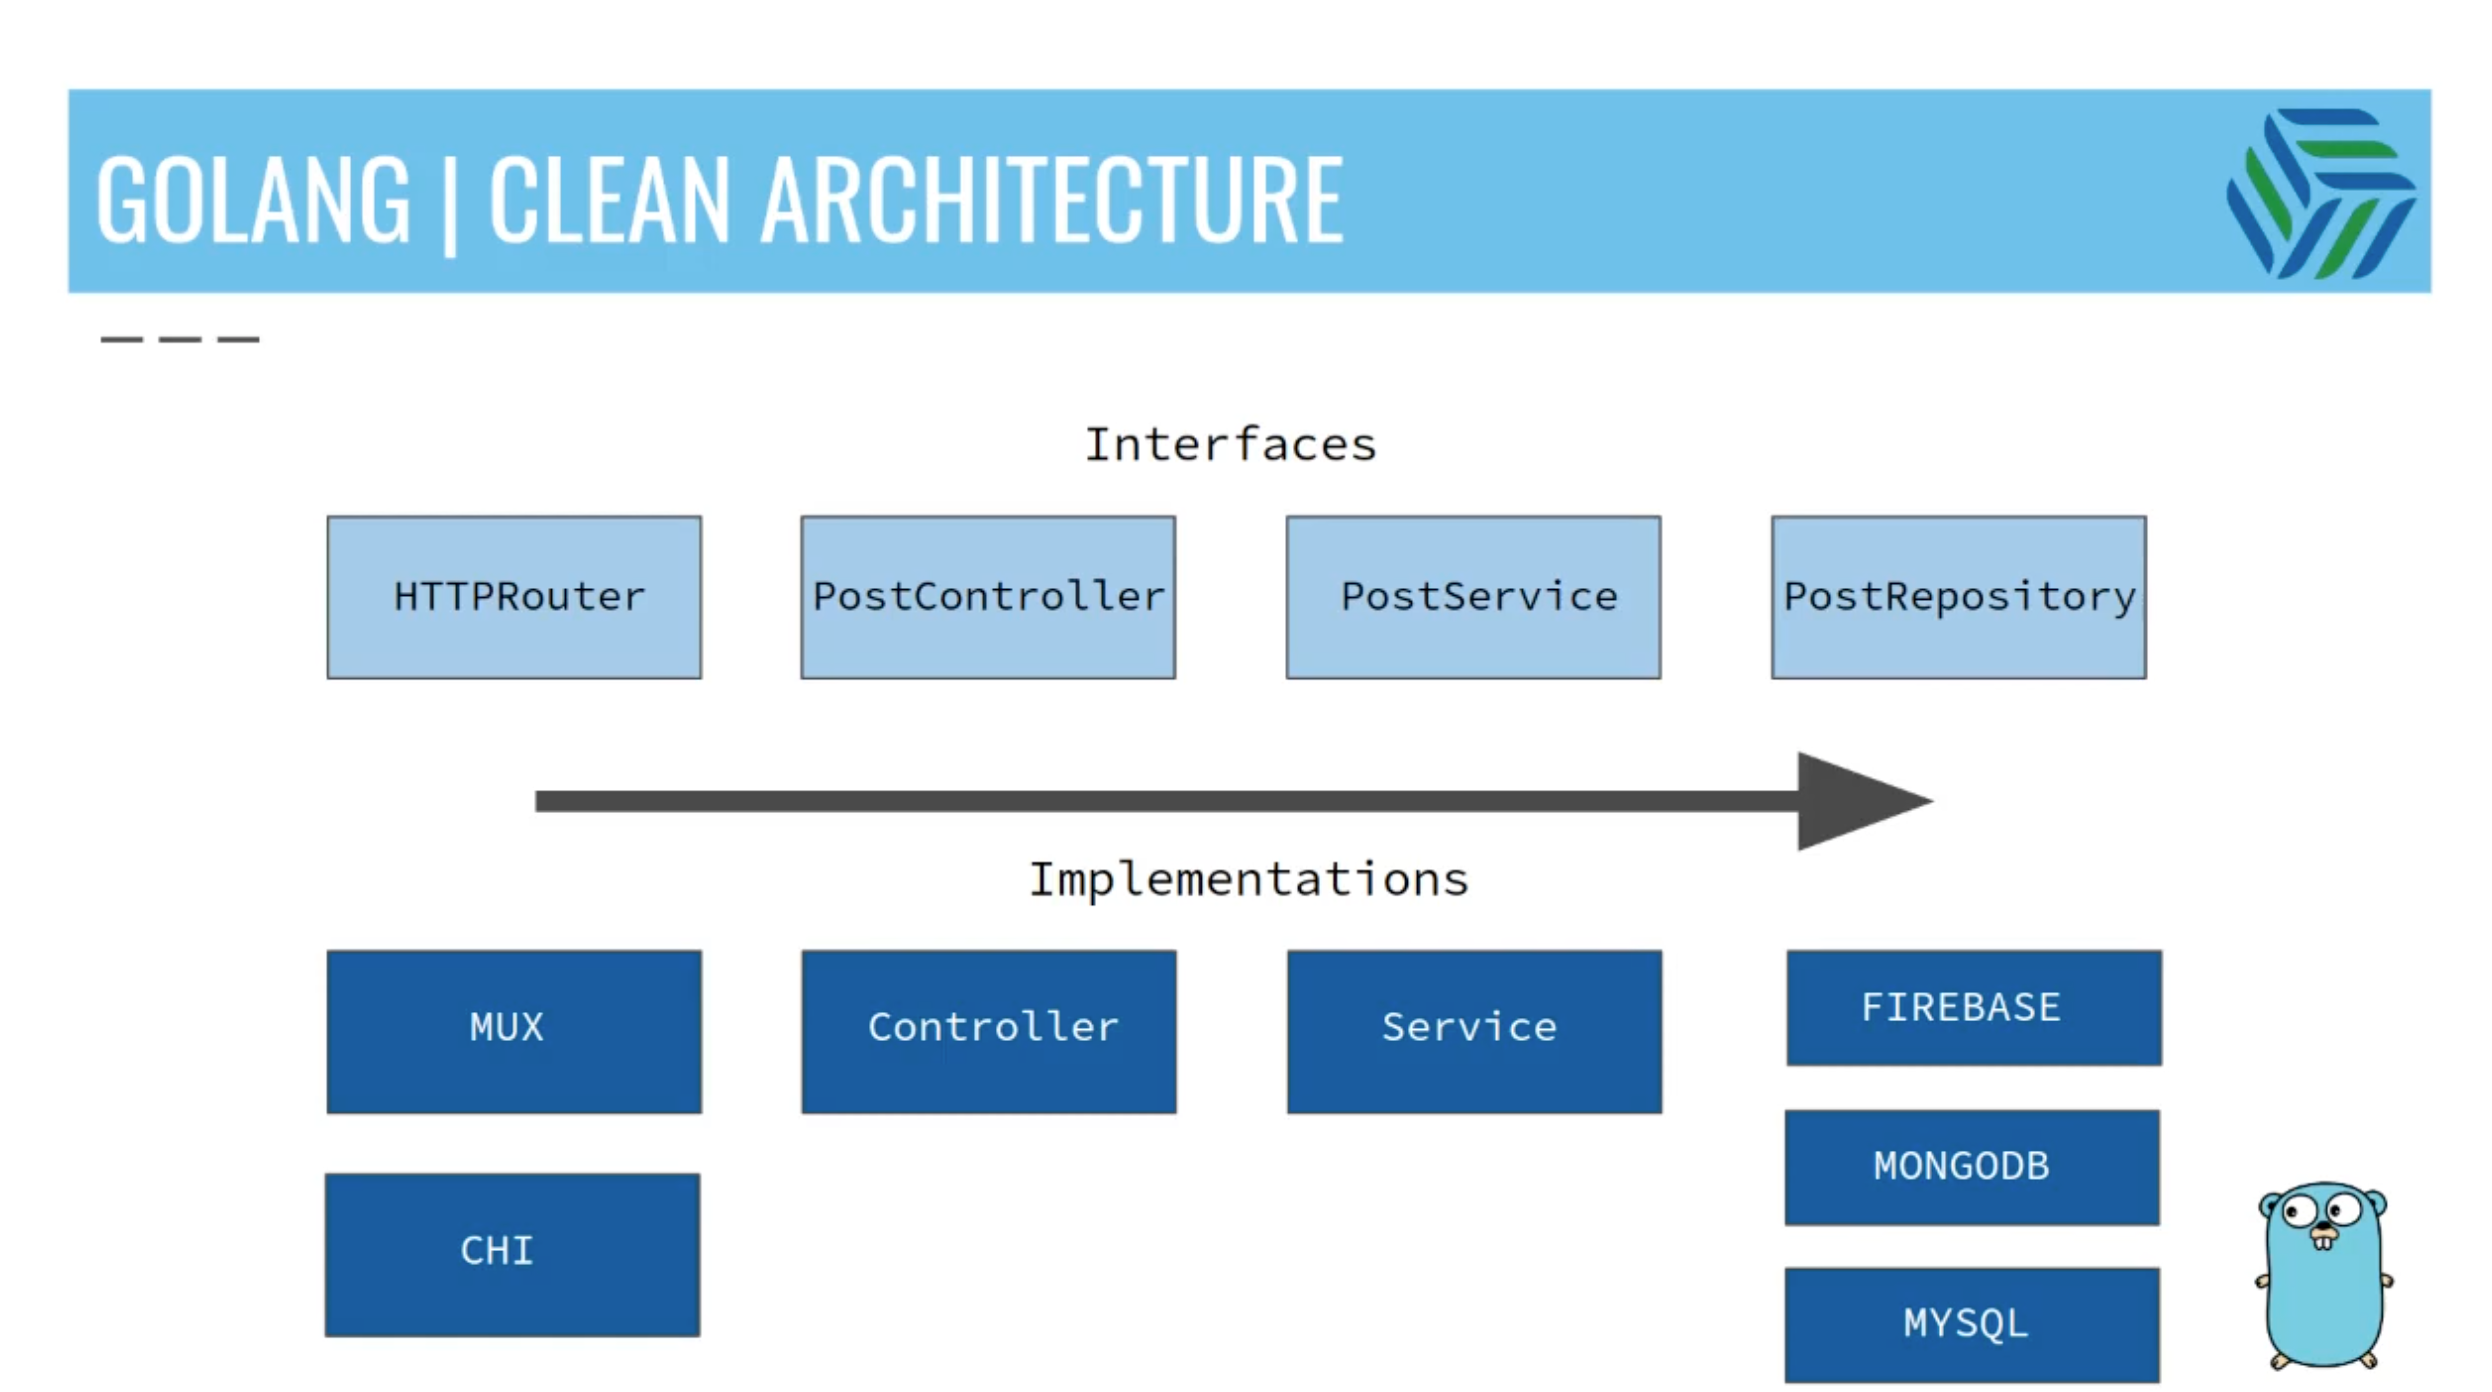 GOLANG | CLEAN ARCHITECTURE
Interfaces
HTTPRouter
PostController
PostService
PostRepository
Implementations
MUX
Controller
Service
FIREBASE
MONGODB
CHI
MYSQL